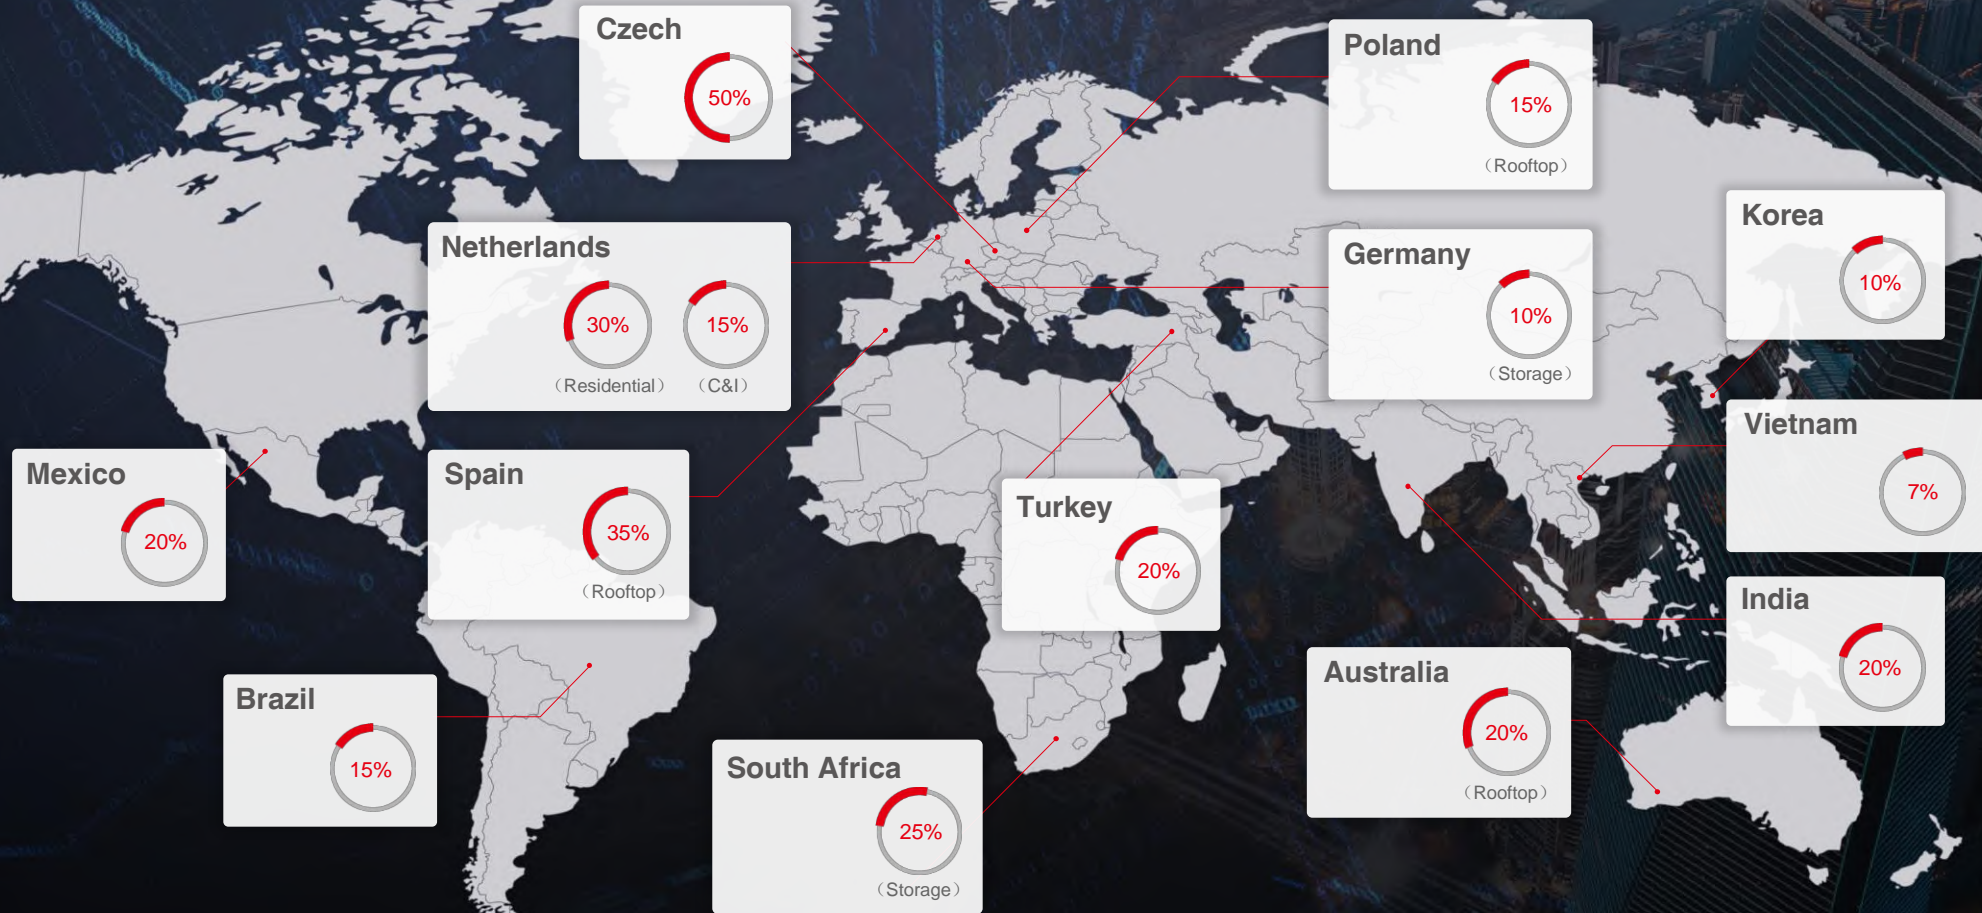 Czech
50%
Poland
15%
（Rooftop）
Korea
10%
Netherlands
30%
15%
（Residential）
（C&I）
Germany
10%
（Storage）
Vietnam
7%
Mexico
20%
Spain
35%
（Rooftop）
Turkey
20%
India
20%
Brazil
15%
Australia
20%
（Rooftop）
South Africa
25%
（Storage）